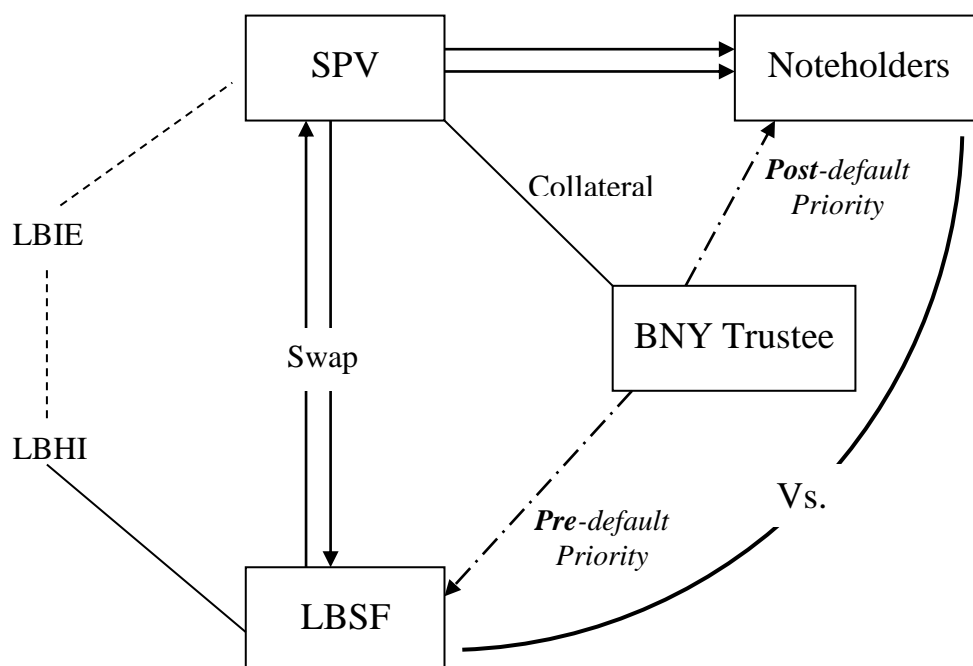 SPV
Noteholders
Collateral
Post-default
Priority
LBIE
BNY Trustee
Swap
LBHI
Vs.
Pre-default
Priority
LBSF